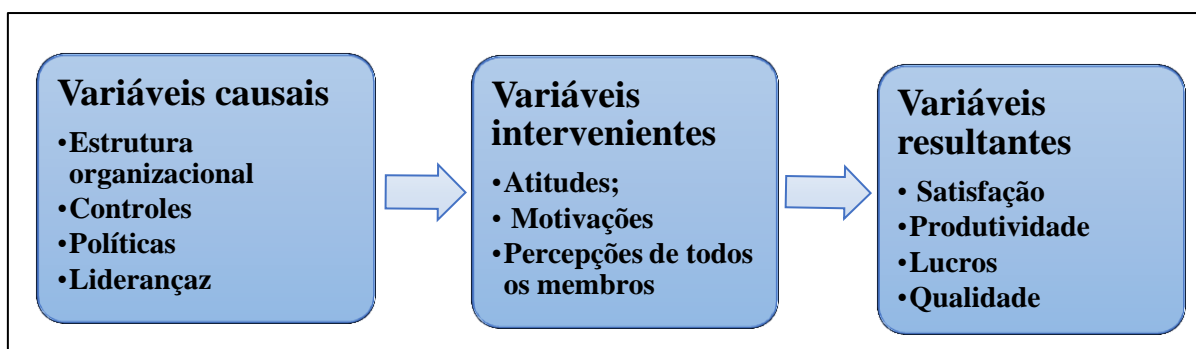 Variáveis causais
•Estrutura
organizacional
•Controles
•Políticas
•Liderançaz
Variáveis
intervenientes
•Atitudes;
• Motivações
•Percepções de todos
os membros
Variáveis
resultantes
• Satisfação
•Produtividade
•Lucros
•Qualidade